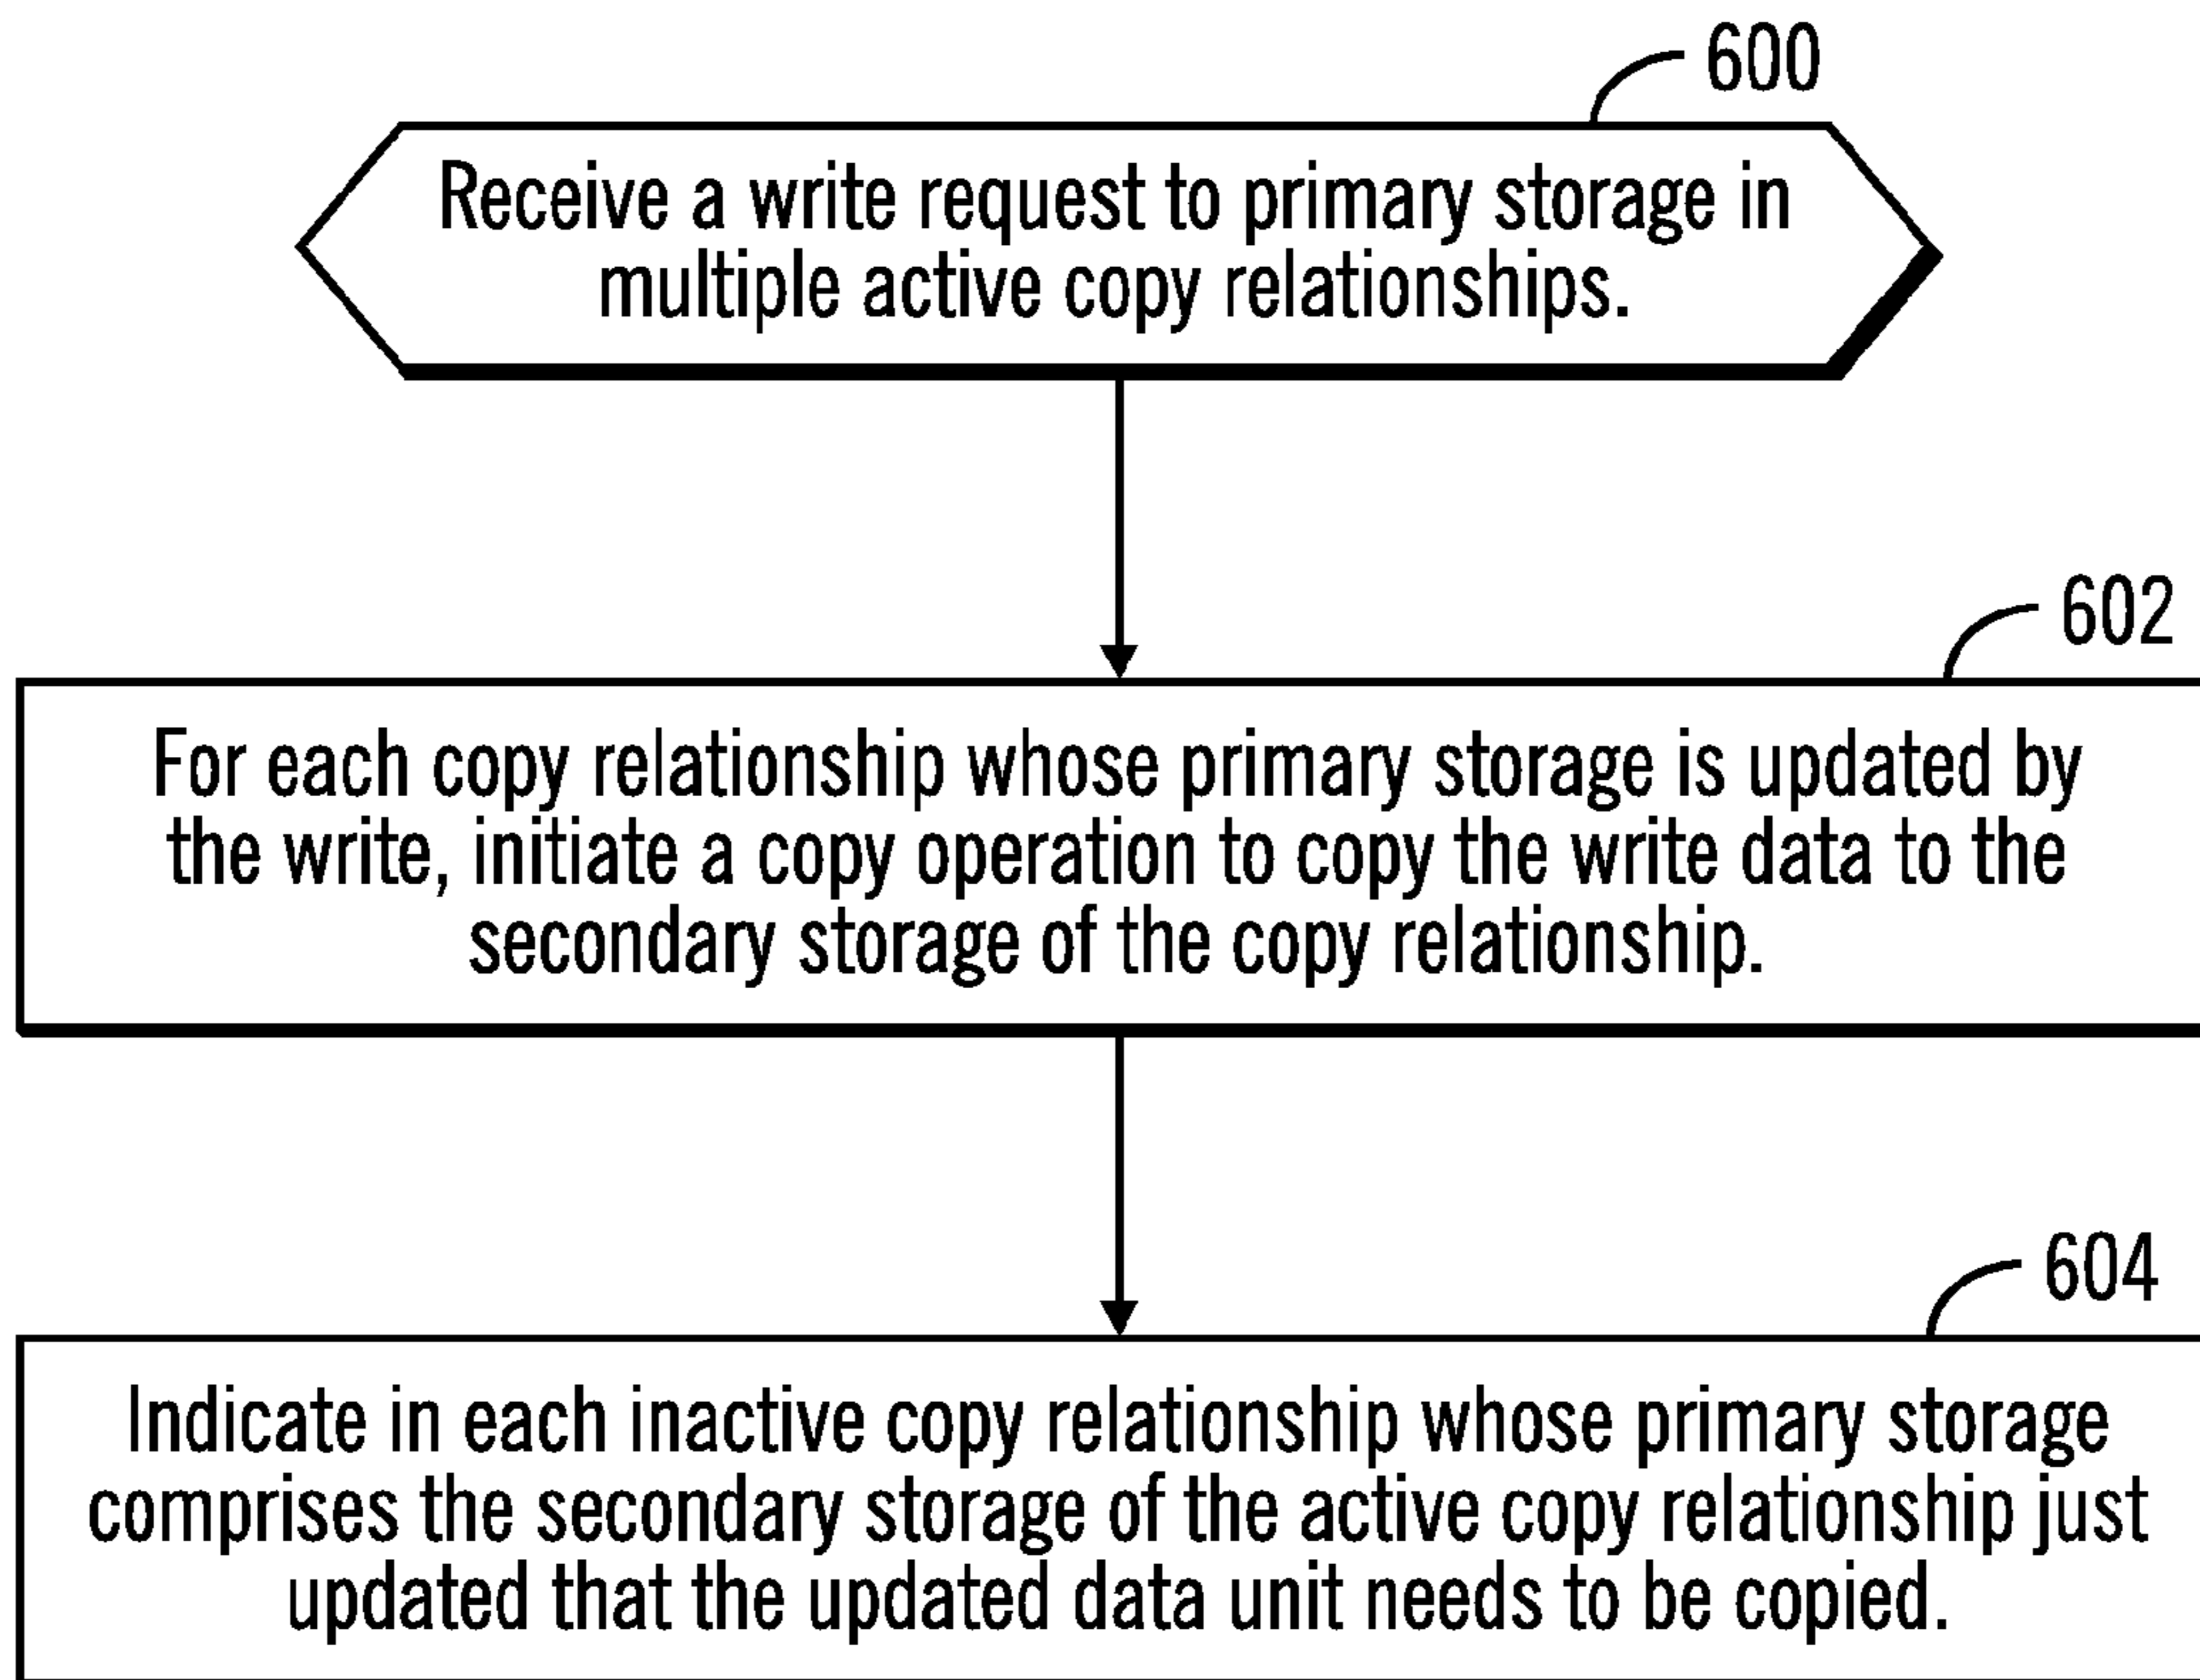 600
Receive a write request to primary storage in
multiple active copy relationships.
602
For each copy relationship whose primary storage is updated by
the write, initiate a copy operation to copy the write data to the
secondary storage of the copy relationship.
604
Indicate in each inactive copy relationship whose primary storage
comprises the secondary storage of the active copy relationship just
updated that the updated data unit needs to be copied.